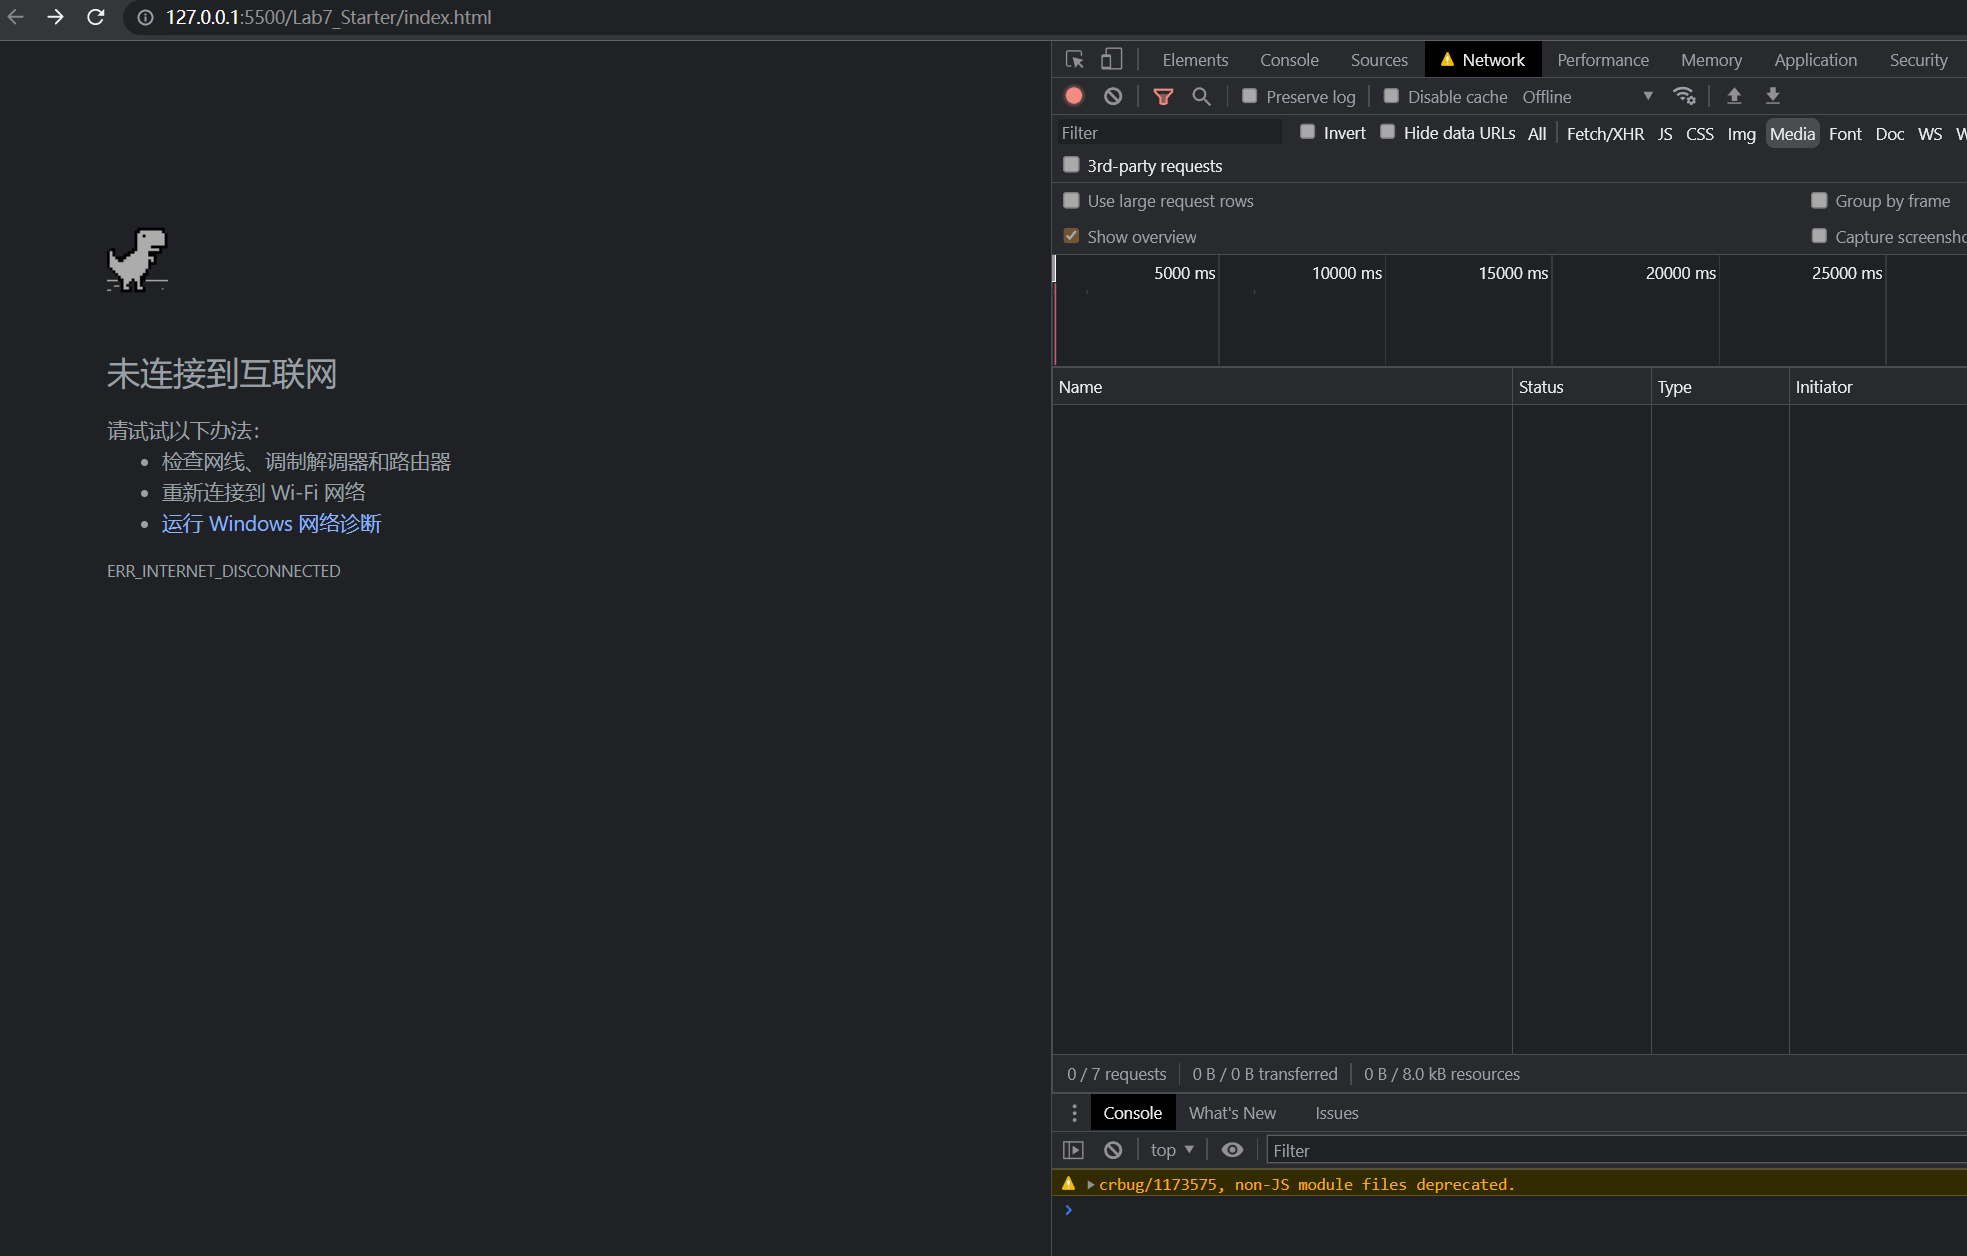 127.0.0.1:5500/Lab7_Starter/index.html
未连接到互联网
请试试以下办法：
• 检查网线、调制解调器和路由器
• 重新连接到 Wi-Fi 网络
• 运行 Windows 网络诊断
ERR_INTERNET_DISCONNECTED
Elements Console Sources Network Performance Memory Application Security
Preserve log Disable cache Offline
Filter Invert Hide data URLs All Fetch/XHR JS CSS Img Media Font Doc WS W
3rd-party requests
Use large request rows Group by frame
Show overview Capture screensho
5000 ms 10000 ms 15000 ms 20000 ms 25000 ms
Name Status Type Initiator
0 / 7 requests 0 B / 0 B transferred 0 B / 8.0 kB resources
Console What's New Issues
top Filter
crbug/1173575, non-JS module files deprecated.